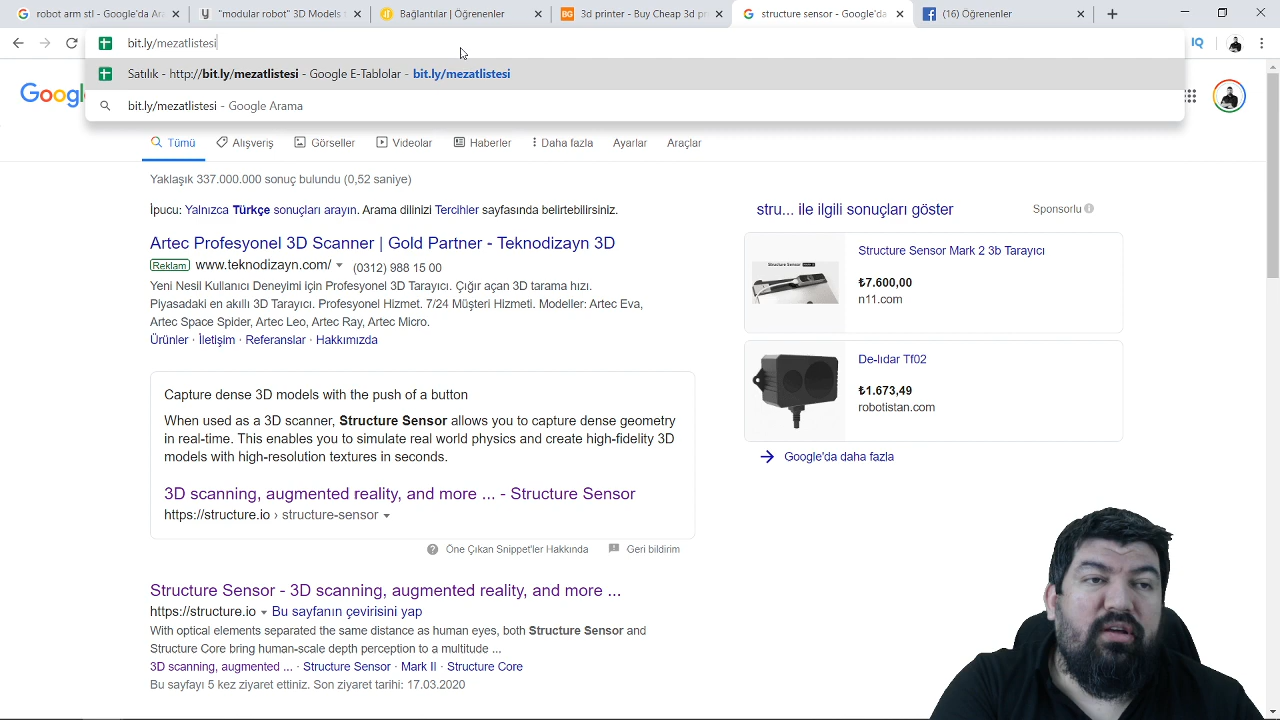 robot arm stl - Google'da Ar
"modular robot" 3D Models t
Bağlantılar | Öğrenenler
3d printer - Buy Cheap 3d pr
structure sensor - Google'da
(16) Öğrenenler
bit.ly/mezatlistesi
Satılık - http://bit.ly/mezatlistesi - Google E-Tablolar - bit.ly/mezatlistesi
bit.ly/mezatlistesi - Google Arama
Googl
Tümü
Alışveriş
Görseller
Videolar
Haberler
Daha fazla
Ayarlar
Araçlar
Yaklaşık 337.000.000 sonuç bulundu (0,52 saniye)
İpucu: Yalnızca Türkçe sonuçları arayın. Arama dilinizi Tercihler sayfasında belirtebilirsiniz.
Artec Profesyonel 3D Scanner | Gold Partner - Teknodizayn 3D
Reklam www.teknodizayn.com/ (0312) 988 15 00
Yeni Nesil Kullanıcı Deneyimi için Profesyonel 3D Tarayıcı. Çığır açan 3D tarama hızı.
Piyasadaki en akıllı 3D Tarayıcı. Profesyonel Hizmet. 7/24 Müşteri Hizmeti. Modeller: Artec Eva,
Artec Space Spider, Artec Leo, Artec Ray, Artec Micro.
Ürünler · İletişim · Referanslar · Hakkımızda
Capture dense 3D models with the push of a button
When used as a 3D scanner, Structure Sensor allows you to capture dense geometry
in real-time. This enables you to simulate real world physics and create high-fidelity 3D
models with high-resolution textures in seconds.
3D scanning, augmented reality, and more ... - Structure Sensor
https://structure.io › structure-sensor
Öne Çıkan Snippet'ler Hakkında
Geri bildirim
Structure Sensor - 3D scanning, augmented reality, and more ...
https://structure.io Bu sayfanın çevirisini yap
With optical elements separated the same distance as human eyes, both Structure Sensor and
Structure Core bring human-scale depth perception to a multitude ...
3D scanning, augmented ... · Structure Sensor · Mark II · Structure Core
Bu sayfayı 5 kez ziyaret ettiniz. Son ziyaret tarihi: 17.03.2020
stru... ile ilgili sonuçları göster
Sponsorlu
Structure Sensor Mark 2 3b Tarayıcı
₺7.600,00
n11.com
De-lıdar Tf02
₺1.673,49
robotistan.com
Google'da daha fazla